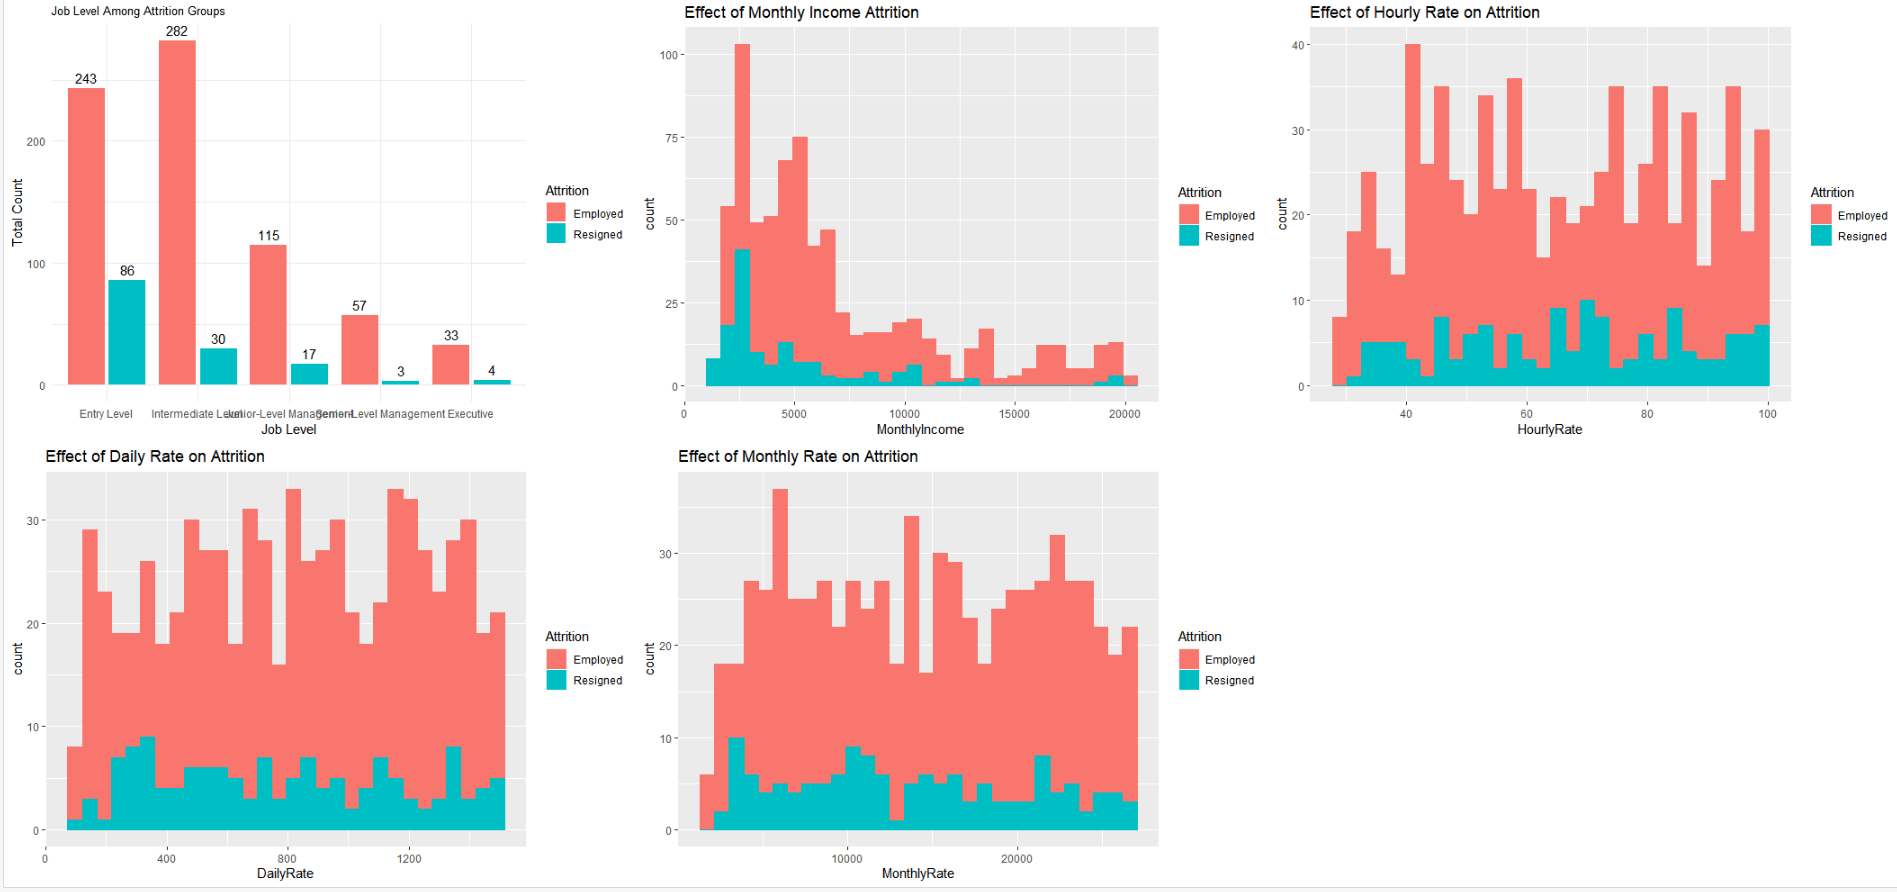 Job Level Among Attrition Groups
Total Count
200
100
0
243
86
282
30
115
17
57
3
33
4
Entry Level
Intermediate Level
Junior-Level Management
Senior-Level Management
Executive
Job Level
Attrition
Employed
Resigned
Effect of Monthly Income Attrition
count
100
75
50
25
0
0 5000 10000 15000 20000
MonthlyIncome
Attrition
Employed
Resigned
Effect of Hourly Rate on Attrition
count
40
30
20
10
0
40 60 80 100
HourlyRate
Attrition
Employed
Resigned
Effect of Daily Rate on Attrition
count
30
20
10
0
0 400 800 1200
DailyRate
Attrition
Employed
Resigned
Effect of Monthly Rate on Attrition
count
30
20
10
0
10000 20000
MonthlyRate
Attrition
Employed
Resigned